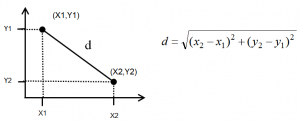 (X1,Y1)
Y1
d
d = √(x₂ − x₁)² + (y₂ − y₁)²
(X2,Y2)
Y2
X1 X2